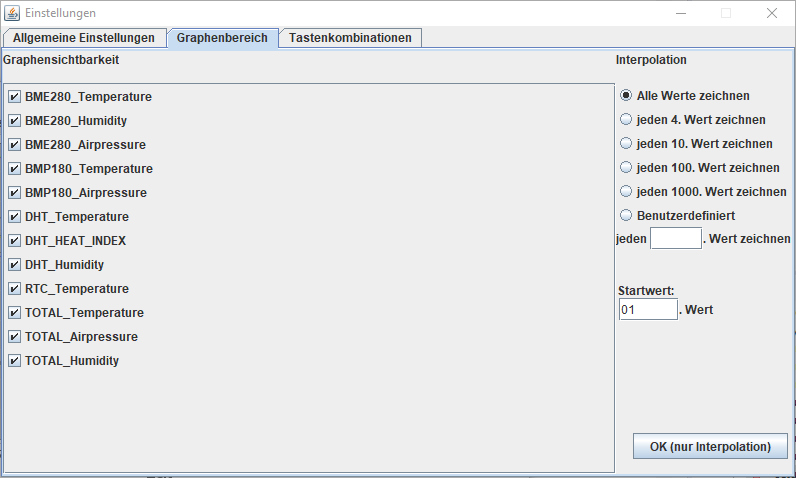 Einstellungen
Allgemeine Einstellungen Graphenbereich Tastenkombinationen
Graphensichtbarkeit
BME280_Temperature
BME280_Humidity
BME280_Airpressure
BMP180_Temperature
BMP180_Airpressure
DHT_Temperature
DHT_HEAT_INDEX
DHT_Humidity
RTC_Temperature
TOTAL_Temperature
TOTAL_Airpressure
TOTAL_Humidity
Interpolation
Alle Werte zeichnen
jeden 4. Wert zeichnen
jeden 10. Wert zeichnen
jeden 100. Wert zeichnen
jeden 1000. Wert zeichnen
Benutzerdefiniert
jeden . Wert zeichnen
Startwert:
01 . Wert
OK (nur Interpolation)